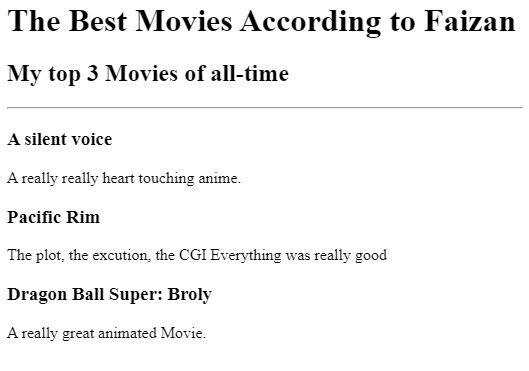 The Best Movies According to Faizan
My top 3 Movies of all-time
A silent voice
A really really heart touching anime.
Pacific Rim
The plot, the excution, the CGI Everything was really good
Dragon Ball Super: Broly
A really great animated Movie.